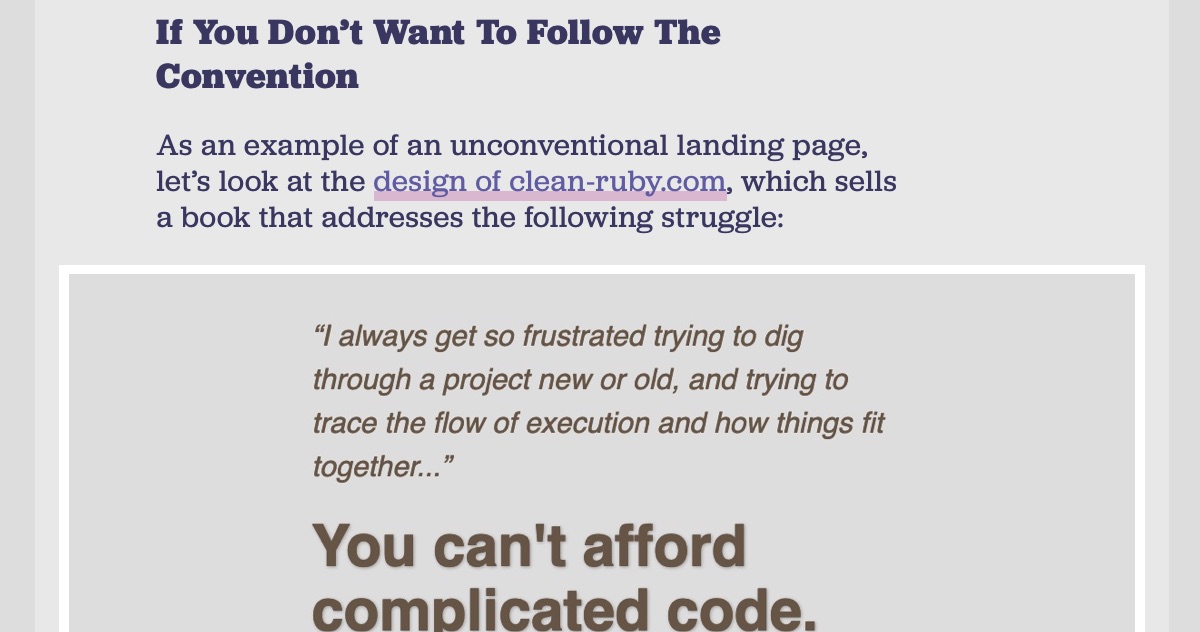 If You Don’t Want To Follow The
Convention
As an example of an unconventional landing page,
let’s look at the design of clean-ruby.com, which sells
a book that addresses the following struggle:
“I always get so frustrated trying to dig
through a project new or old, and trying to
trace the flow of execution and how things fit
together...”
You can't afford
complicated code.